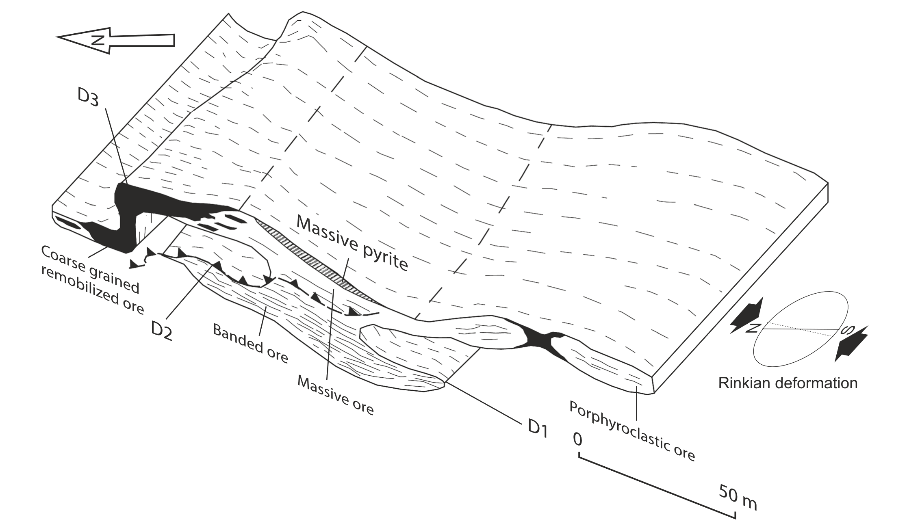 N
D3
Massive pyrite
Coarse grained
remobilized ore
D2
Banded ore
Massive ore
N
S
Rinkian deformation
Porphyroclastic ore
D1
0
50 m